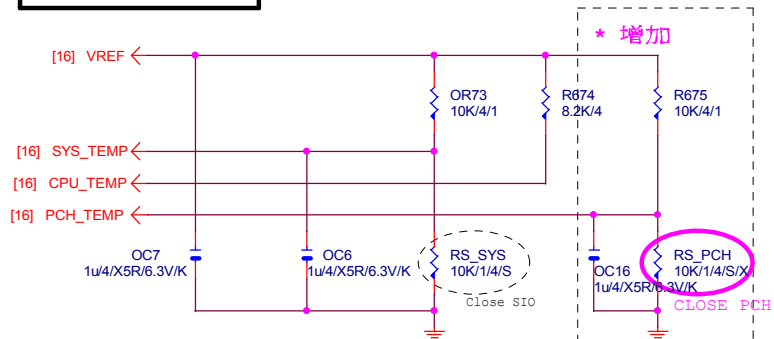 * 增加
[16] VREF
OR73
10K/4/1
R674
8.2K/4
R675
10K/4/1
[16] SYS_TEMP
[16] CPU_TEMP
[16] PCH_TEMP
OC7
1u/4/X5R/6.3V/K
OC6
1u/4/X5R/6.3V/K
RS_SYS
10K/1/4/S
Close SIO
OC16
1u/4/X5R/6.3V/K
RS_PCH
10K/1/4/S/X
CLOSE PCH